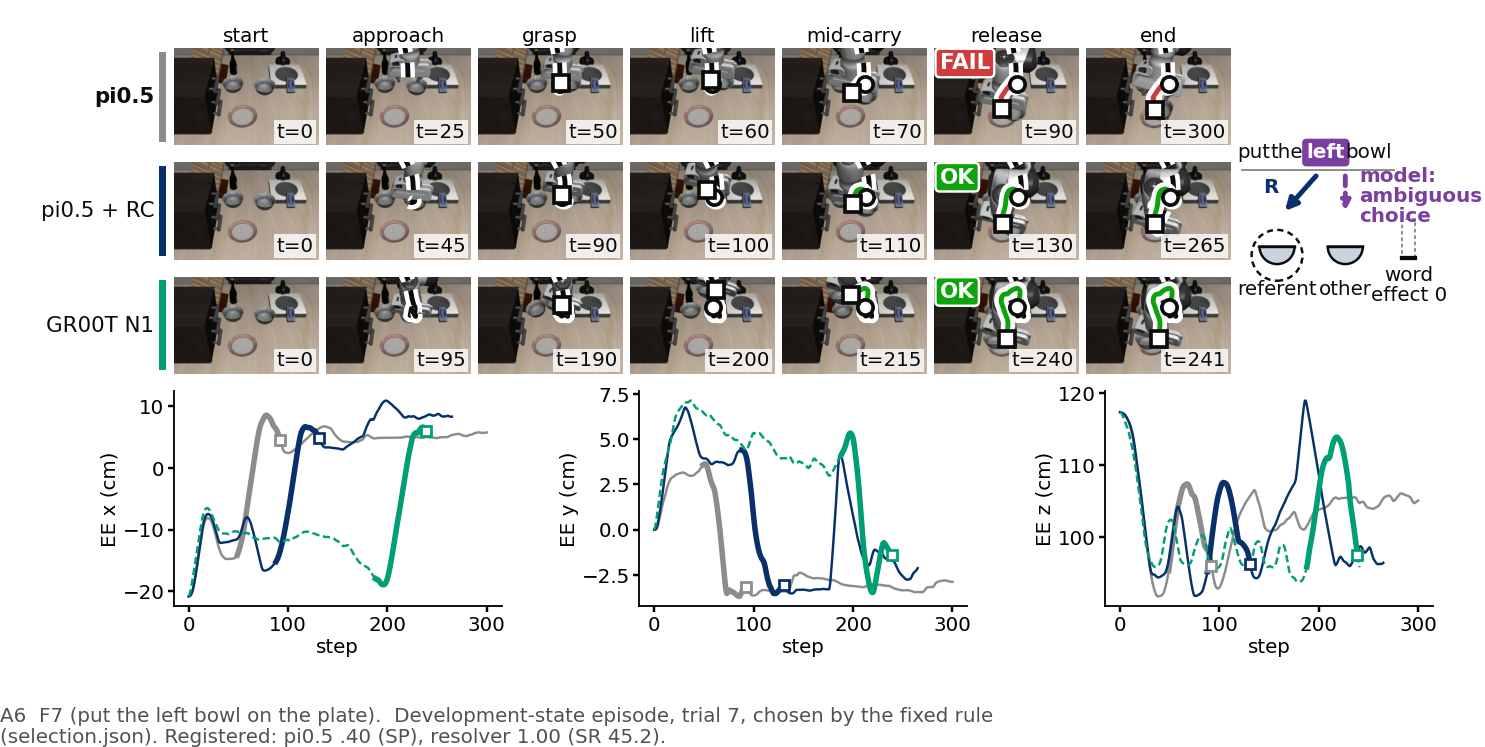 start approach grasp lift mid-carry release end
pi0.5 t=0 t=25 t=50 t=60 t=70 FAIL t=90 t=300
pi0.5 + RC t=0 t=45 t=90 t=100 t=110 OK t=130 t=265
GR00T N1 t=0 t=95 t=190 t=200 t=215 OK t=240 t=241
putthe left bowl
R
model:
ambiguous
choice
referent other
word
effect 0
EE x (cm)
10
0
−10
−20
0 100 200 300
step
EE y (cm)
7.5
5.0
2.5
0.0
−2.5
0 100 200 300
step
EE z (cm)
120
110
100
0 100 200 300
step
A6 F7 (put the left bowl on the plate). Development-state episode, trial 7, chosen by the fixed rule
(selection.json). Registered: pi0.5 .40 (SP), resolver 1.00 (SR 45.2).